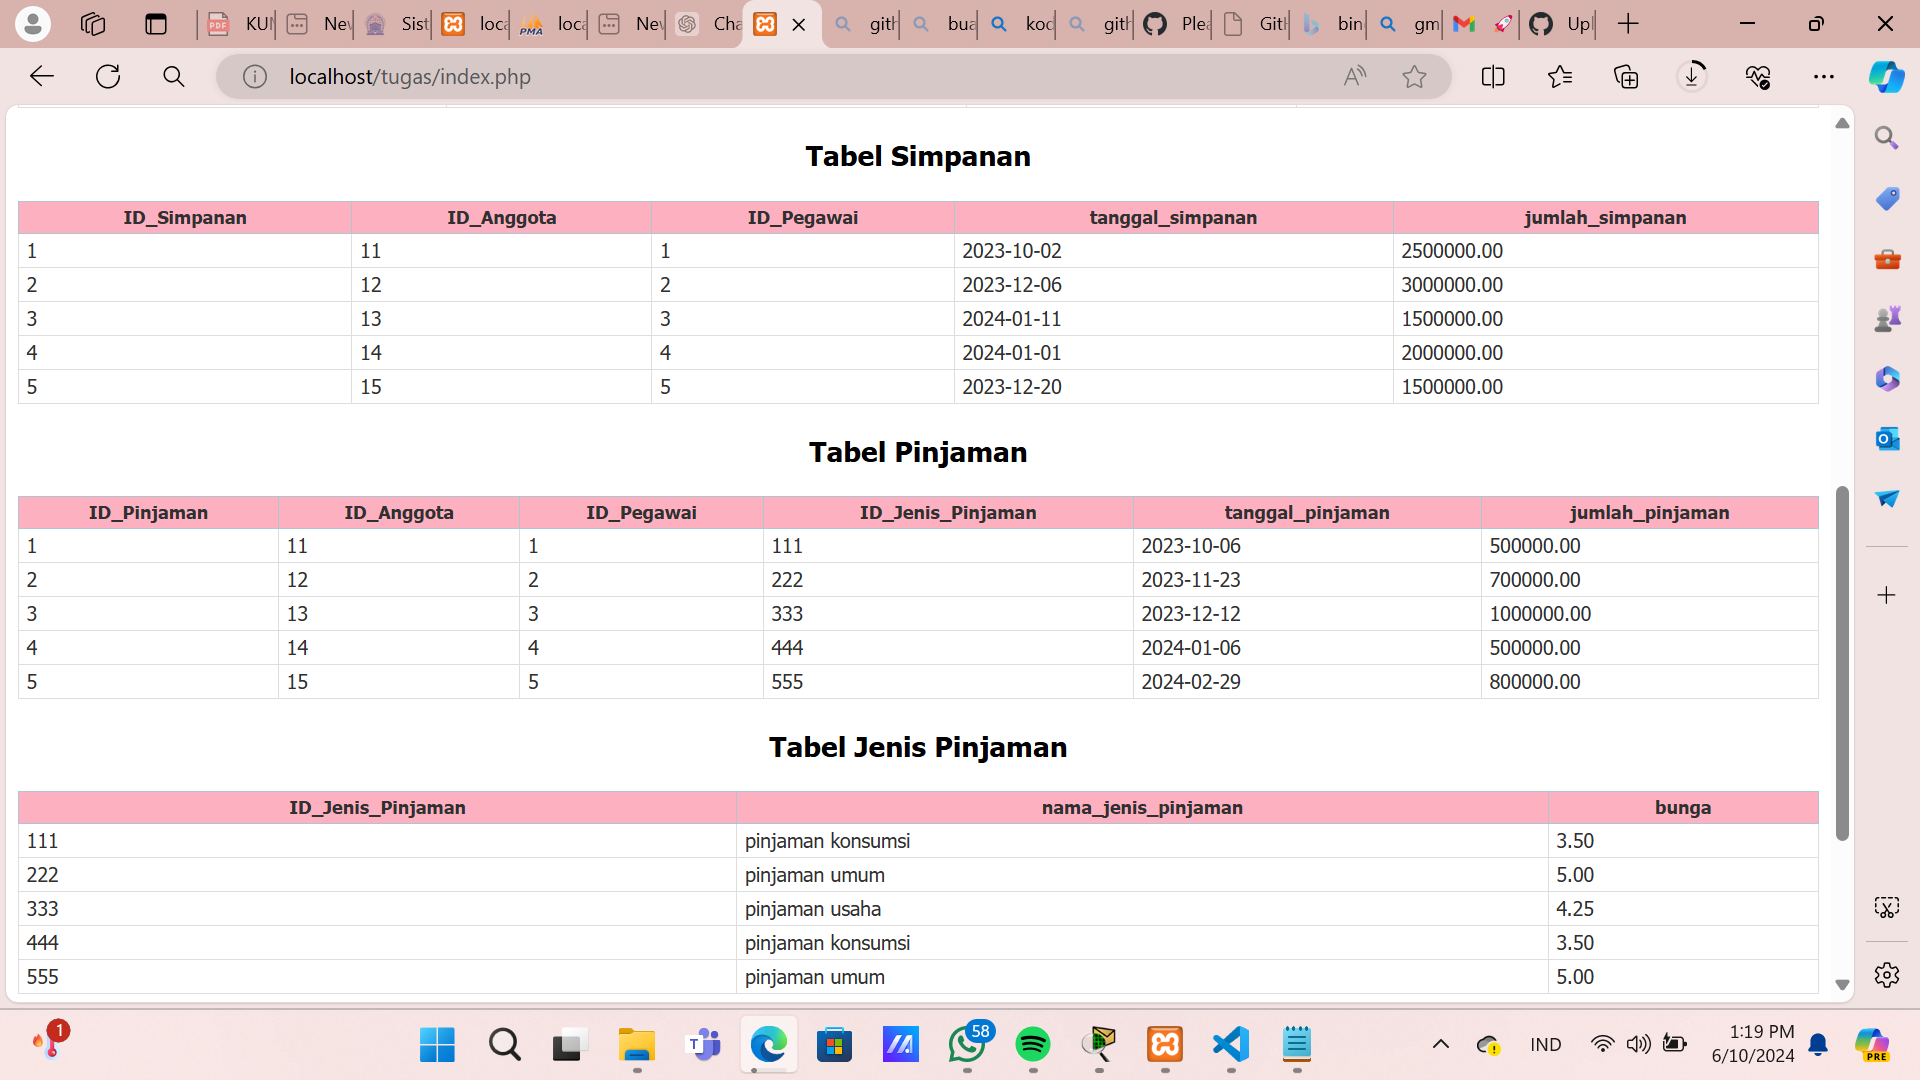 KUM
New
Sist
loca
loca
New
Cha
gith
bua
kod
gith
Plea
Gith
bing
gm
Upl
localhost/tugas/index.php
Tabel Simpanan
ID_Simpanan ID_Anggota ID_Pegawai tanggal_simpanan jumlah_simpanan
1 11 1 2023-10-02 2500000.00
2 12 2 2023-12-06 3000000.00
3 13 3 2024-01-11 1500000.00
4 14 4 2024-01-01 2000000.00
5 15 5 2023-12-20 1500000.00
Tabel Pinjaman
ID_Pinjaman ID_Anggota ID_Pegawai ID_Jenis_Pinjaman tanggal_pinjaman jumlah_pinjaman
1 11 1 111 2023-10-06 500000.00
2 12 2 222 2023-11-23 700000.00
3 13 3 333 2023-12-12 1000000.00
4 14 4 444 2024-01-06 500000.00
5 15 5 555 2024-02-29 800000.00
Tabel Jenis Pinjaman
ID_Jenis_Pinjaman nama_jenis_pinjaman bunga
111 pinjaman konsumsi 3.50
222 pinjaman umum 5.00
333 pinjaman usaha 4.25
444 pinjaman konsumsi 3.50
555 pinjaman umum 5.00
1
58
IND
1:19 PM
6/10/2024
PRE